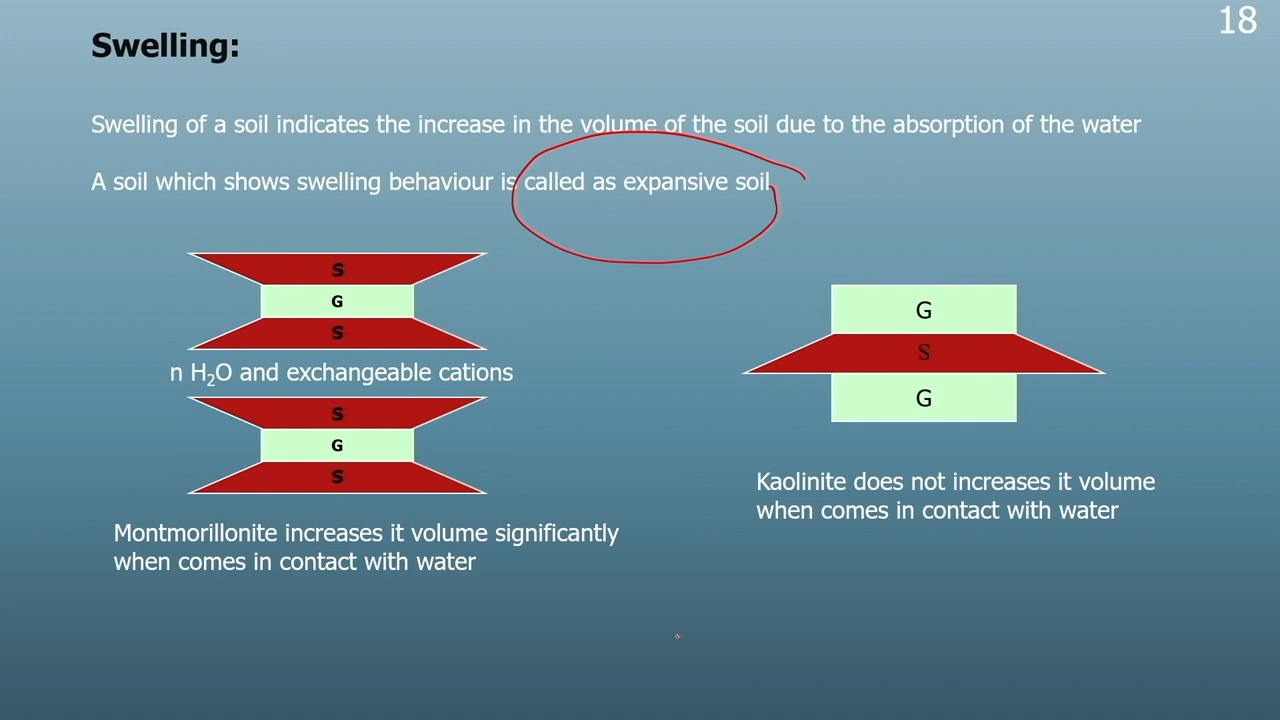 18
Swelling:
Swelling of a soil indicates the increase in the volume of the soil due to the absorption of the water
A soil which shows swelling behaviour is called as expansive soil
S
G
S
n H₂O and exchangeable cations
S
G
S
Montmorillonite increases it volume significantly
when comes in contact with water
G
S
G
Kaolinite does not increases it volume
when comes in contact with water